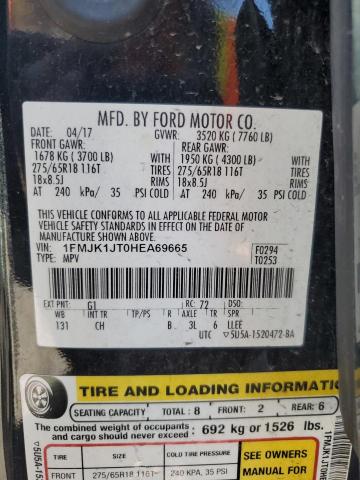 MFD. BY FORD MOTOR CO.
DATE: 04/17 GVWR: 3520 KG ( 7760 LB)
FRONT GAWR: REAR GAWR:
1678 KG ( 3700 LB) WITH 1950 KG ( 4300 LB) WITH
275/65R18 116T TIRES 275/65R18 116T TIRES
18x8.5J RIMS 18x8.5J RIMS
AT 240 kPa/ 35 PSI COLD AT 240 kPa/ 35 PSI COLD
THIS VEHICLE CONFORMS TO ALL APPLICABLE FEDERAL MOTOR
VEHICLE SAFETY AND THEFT PREVENTION STANDARDS IN EFFECT ON THE DATE OF
MANUFACTURE SHOWN ABOVE.
VIN: 1FMJK1JT0HEA69665 F0294
TYPE: MPV T0253
EXT PNT: G1 RC: 72 DSO:
WB INT TR TP/PS R AXLE TR SPR
131 CH B 3L 6 LLEE
UTC ▽5U5A-1520472-BA
TIRE AND LOADING INFORMATION
SEATING CAPACITY TOTAL : 8 FRONT: 2 REAR: 6
The combined weight of occupants 692 kg or 1526 lbs.
TIRE SIZE COLD TIRE PRESSURE SEE OWNERS
FRONT 275/65R18 116T 240 KPA, 35 PSI MANUAL FOR